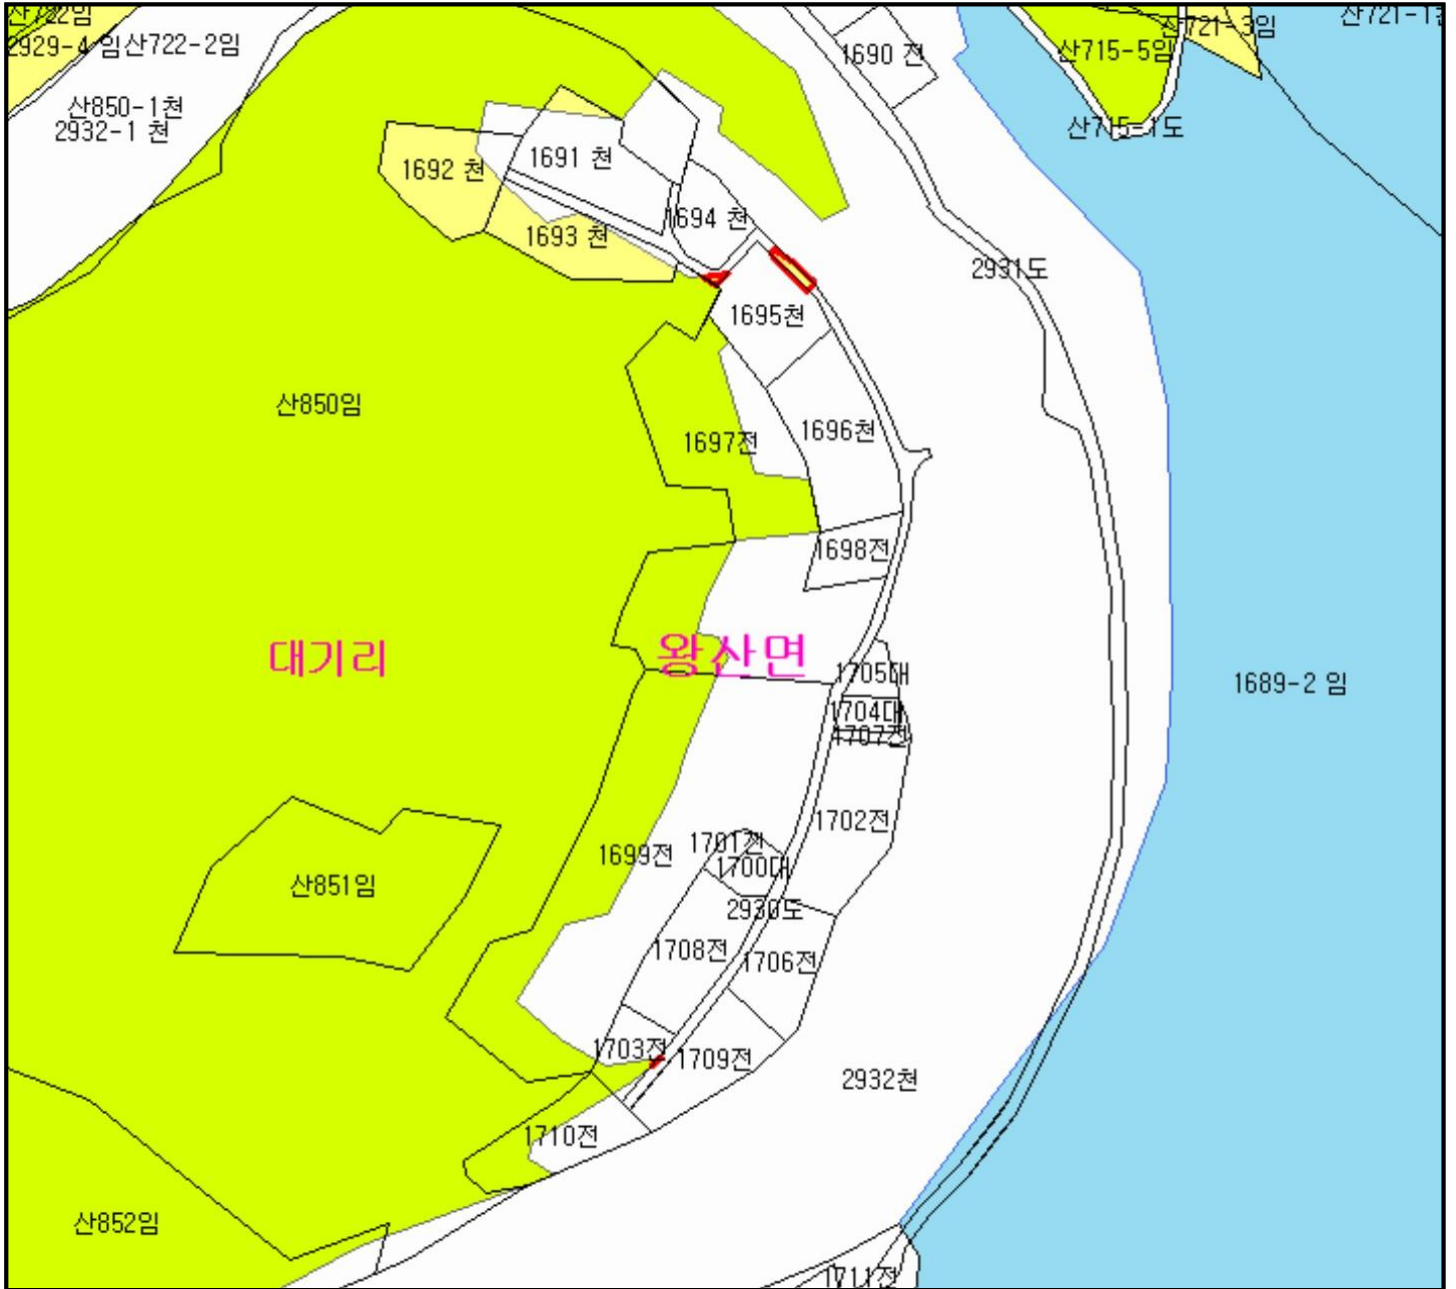 산722임
산721-3임
2929-4 임
산722-2임
산715-5임
1690 전
산850-1천
2932-1 천
산715-1도
1691 천
1692 천
1694 천
1693 천
2931도
1695천
산850임
1696천
1697전
1698전
대기리
왕산면
1705대
1689-2 임
1704대
1707전
1702전
1701전
1699전
1700대
산851임
2930도
1708전
1706전
1703전
1709전
2932천
1710전
산852임
1711전